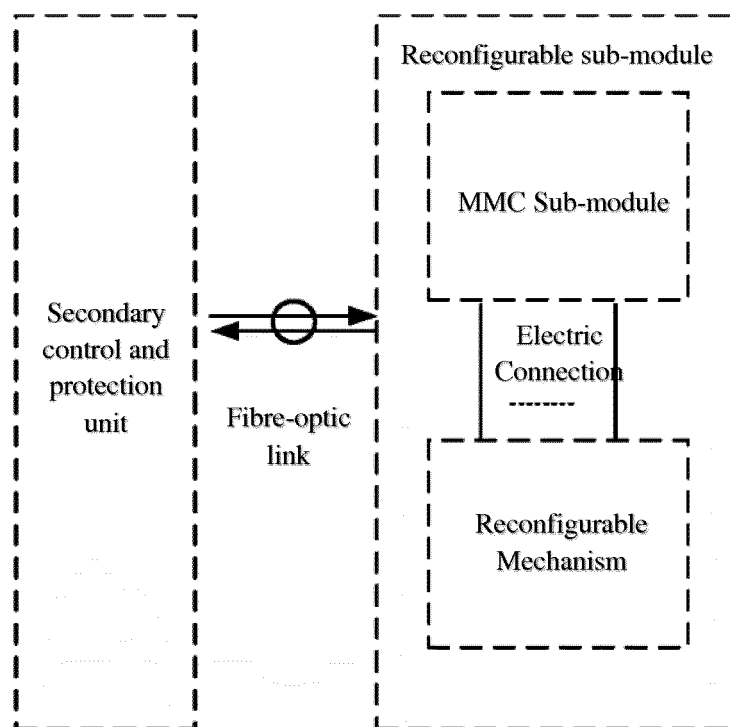 Secondary
control and
protection
unit
Fibre-optic
link
Reconfigurable sub-module
MMC Sub-module
Electric
Connection
Reconfigurable
Mechanism